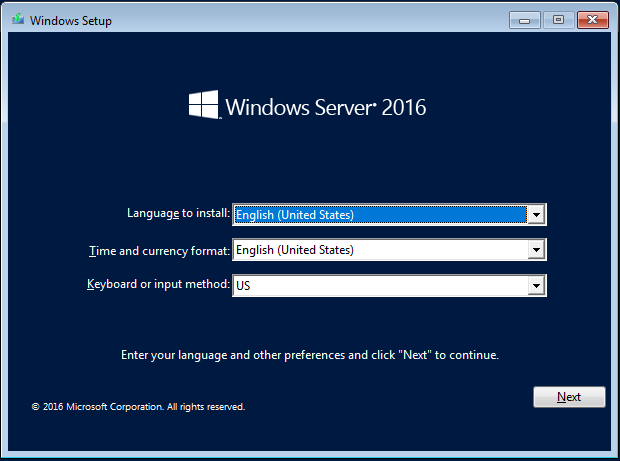 Windows Setup
Windows Server® 2016
Language to install: English (United States)
Time and currency format: English (United States)
Keyboard or input method: US
Enter your language and other preferences and click "Next" to continue.
© 2016 Microsoft Corporation. All rights reserved.
Next